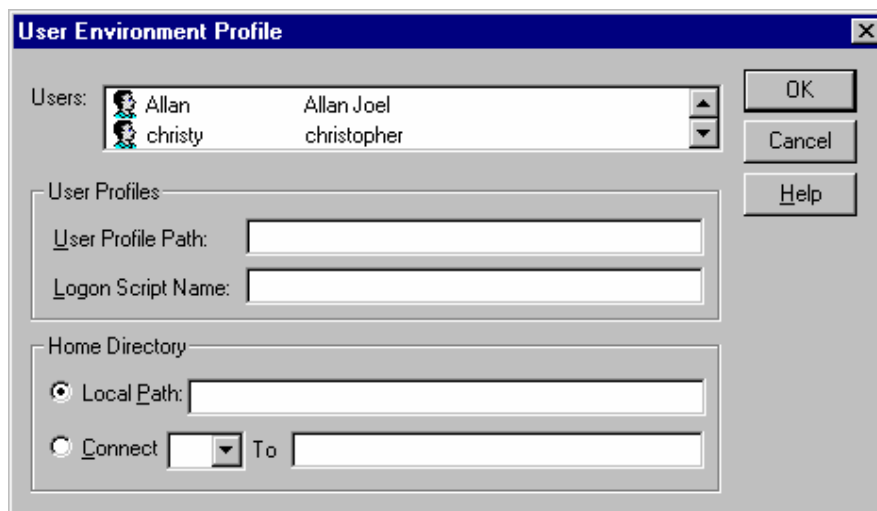 User Environment Profile
Users:
Allan Allan Joel
christy christopher
OK
Cancel
Help
User Profiles
User Profile Path:
Logon Script Name:
Home Directory
Local Path:
Connect To